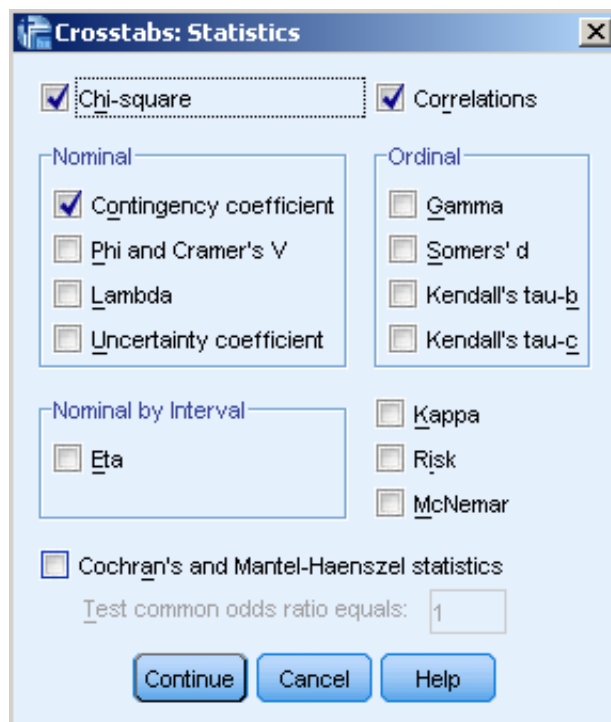 Crosstabs: Statistics
Chi-square
Correlations
Nominal
Contingency coefficient
Phi and Cramer's V
Lambda
Uncertainty coefficient
Ordinal
Gamma
Somers' d
Kendall's tau-b
Kendall's tau-c
Nominal by Interval
Eta
Kappa
Risk
McNemar
Cochran's and Mantel-Haenszel statistics
Test common odds ratio equals: 1
Continue Cancel Help